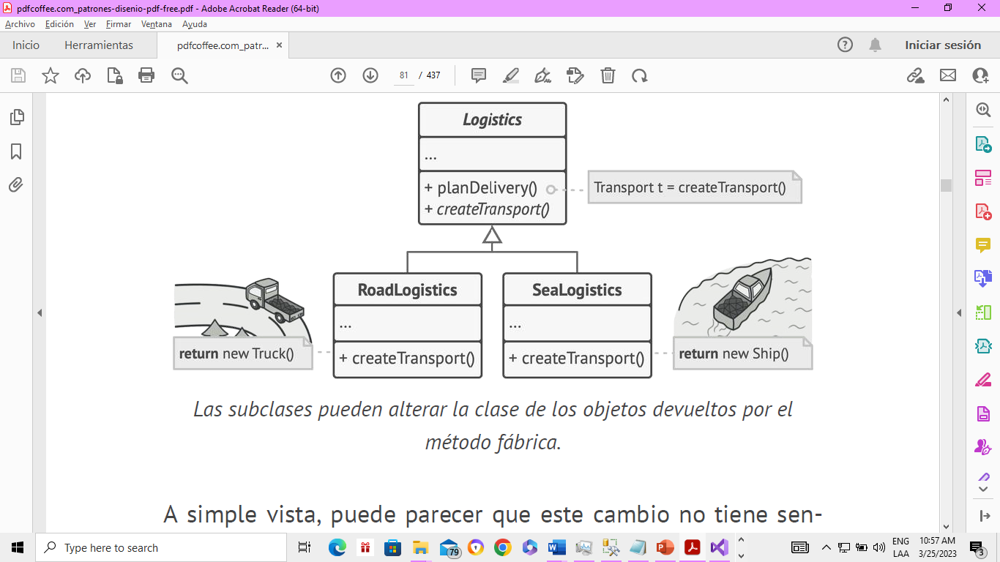 pdfcoffee.com_patrones-disenio-pdf-free.pdf - Adobe Acrobat Reader (64-bit)
Archivo Edición Ver Firmar Ventana Ayuda
Inicio Herramientas pdfcoffee.com_patr... ×
Iniciar sesión
81 / 437
Logistics
...
+ planDelivery()
+ createTransport()
Transport t = createTransport()
RoadLogistics
...
+ createTransport()
return new Truck()
SeaLogistics
...
+ createTransport()
return new Ship()
Las subclases pueden alterar la clase de los objetos devueltos por el
método fábrica.
A simple vista, puede parecer que este cambio no tiene sen-
Type here to search
79
ENG
LAA
10:57 AM
3/25/2023
3